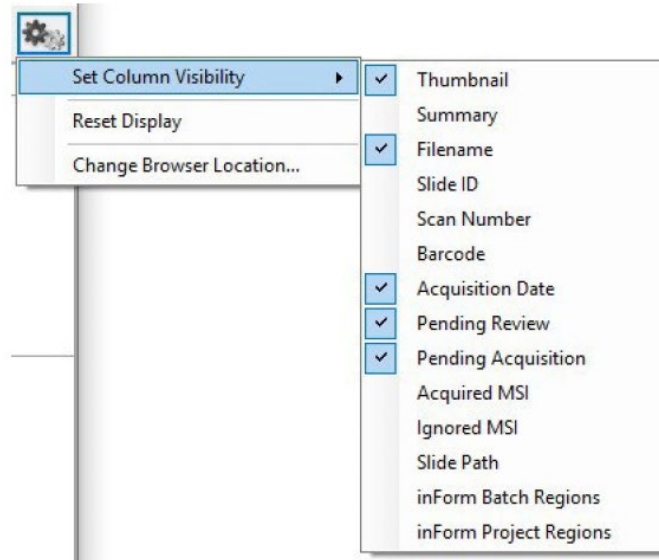 Set Column Visibility
Reset Display
Change Browser Location...
Thumbnail
Summary
Filename
Slide ID
Scan Number
Barcode
Acquisition Date
Pending Review
Pending Acquisition
Acquired MSI
Ignored MSI
Slide Path
inForm Batch Regions
inForm Project Regions